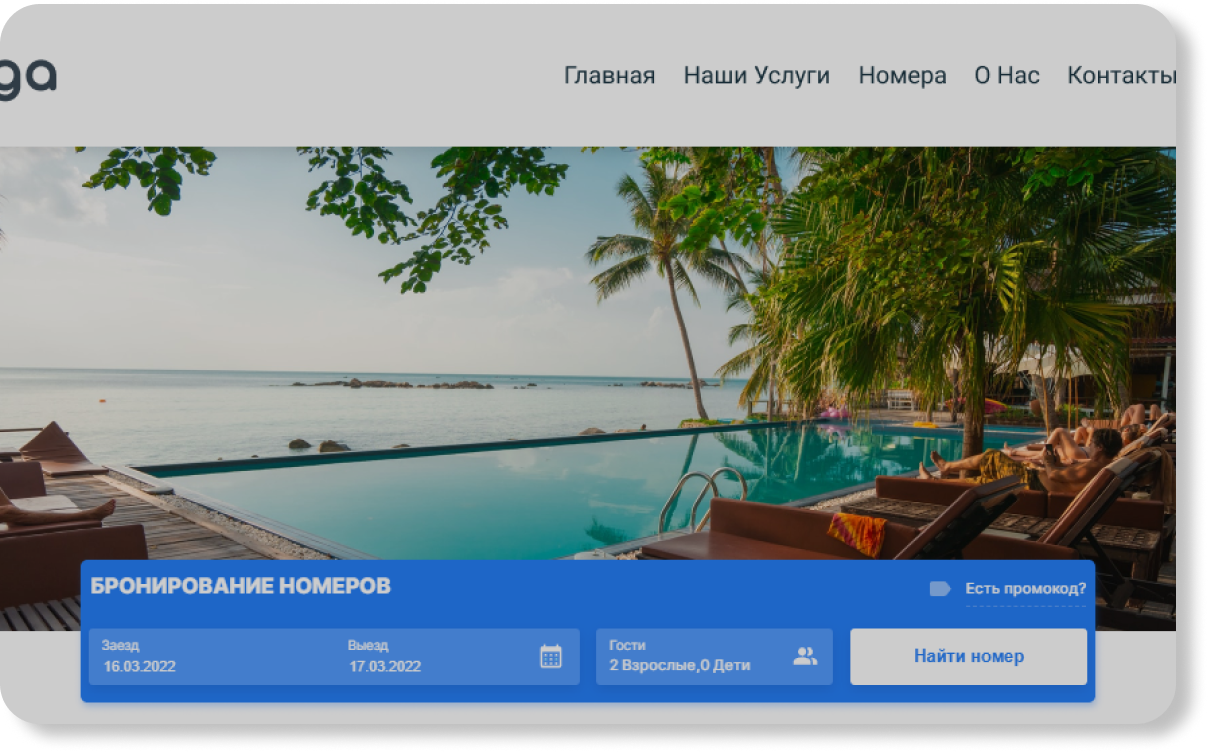 ga
Главная Наши Услуги Номера О Нас Контакты
БРОНИРОВАНИЕ НОМЕРОВ
Есть промокод?
Заезд Выезд Гости
16.03.2022 17.03.2022 2 Взрослые,0 Дети
Найти номер